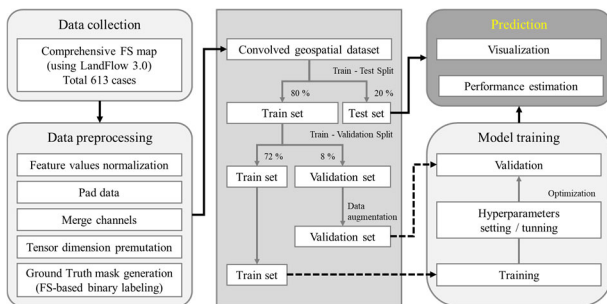 Data collection
Comprehensive FS map
(using LandFlow 3.0)
Total 613 cases
Data preprocessing
Feature values normalization
Pad data
Merge channels
Tensor dimension premutation
Ground Truth mask generation
(FS-based binary labeling)
Convolved geospatial dataset
Train - Test Split
80 %
20 %
Train set
Test set
Train - Validation Split
72 %
8 %
Train set
Validation set
Data
augmentation
Validation set
Train set
Prediction
Visualization
Performance estimation
Model training
Validation
Optimization
Hyperparameters
setting / tunning
Training